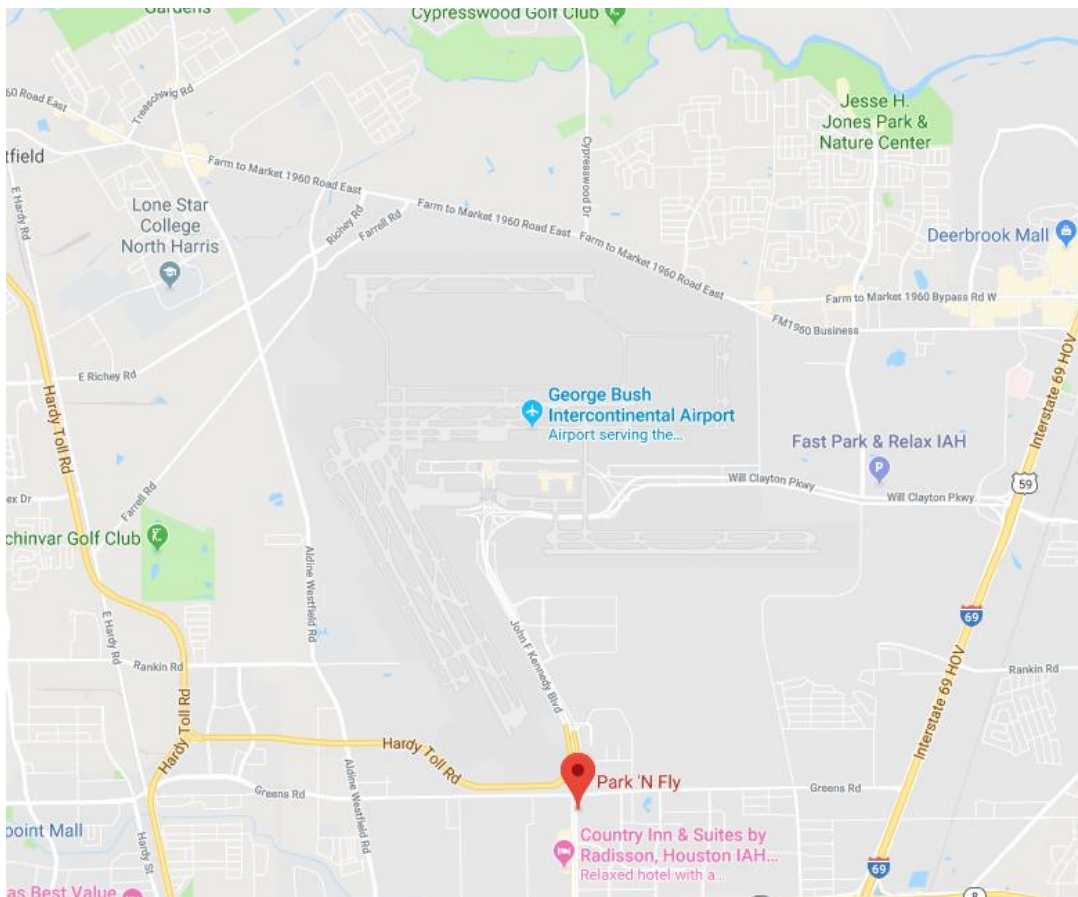 Gardens
Cypresswood Golf Club
Treaschwig Rd
60 Road East
tfield
Jesse H.
Jones Park &
Nature Center
Farm to Market 1960 Road East
Cypresswood Dr
E Hardy Rd
Lone Star
College
North Harris
Richey Rd
Farrell Rd
Farm to Market 1960 Road East
Farm to Market 1960 Road East
Deerbrook Mall
Farm to Market 1960 Bypass Rd W
FM1960 Business
E Richey Rd
Hardy Toll Rd
George Bush
Intercontinental Airport
Airport serving the...
Interstate 69 HOV
Fast Park & Relax IAH
59
Will Clayton Pkwy
Will Clayton Pkwy
ex Dr
Farrell Rd
chinvar Golf Club
Aldine Westfield Rd
E Hardy Rd
69
John F Kennedy Blvd
Rankin Rd
Rankin Rd
Hardy Toll Rd
Interstate 69 HOV
Hardy Toll Rd
Aldine Westfield Rd
Park 'N Fly
Greens Rd
Greens Rd
point Mall
Hardy St
Country Inn & Suites by
Radisson, Houston IAH...
Relaxed hotel with a...
69
as Best Value
8